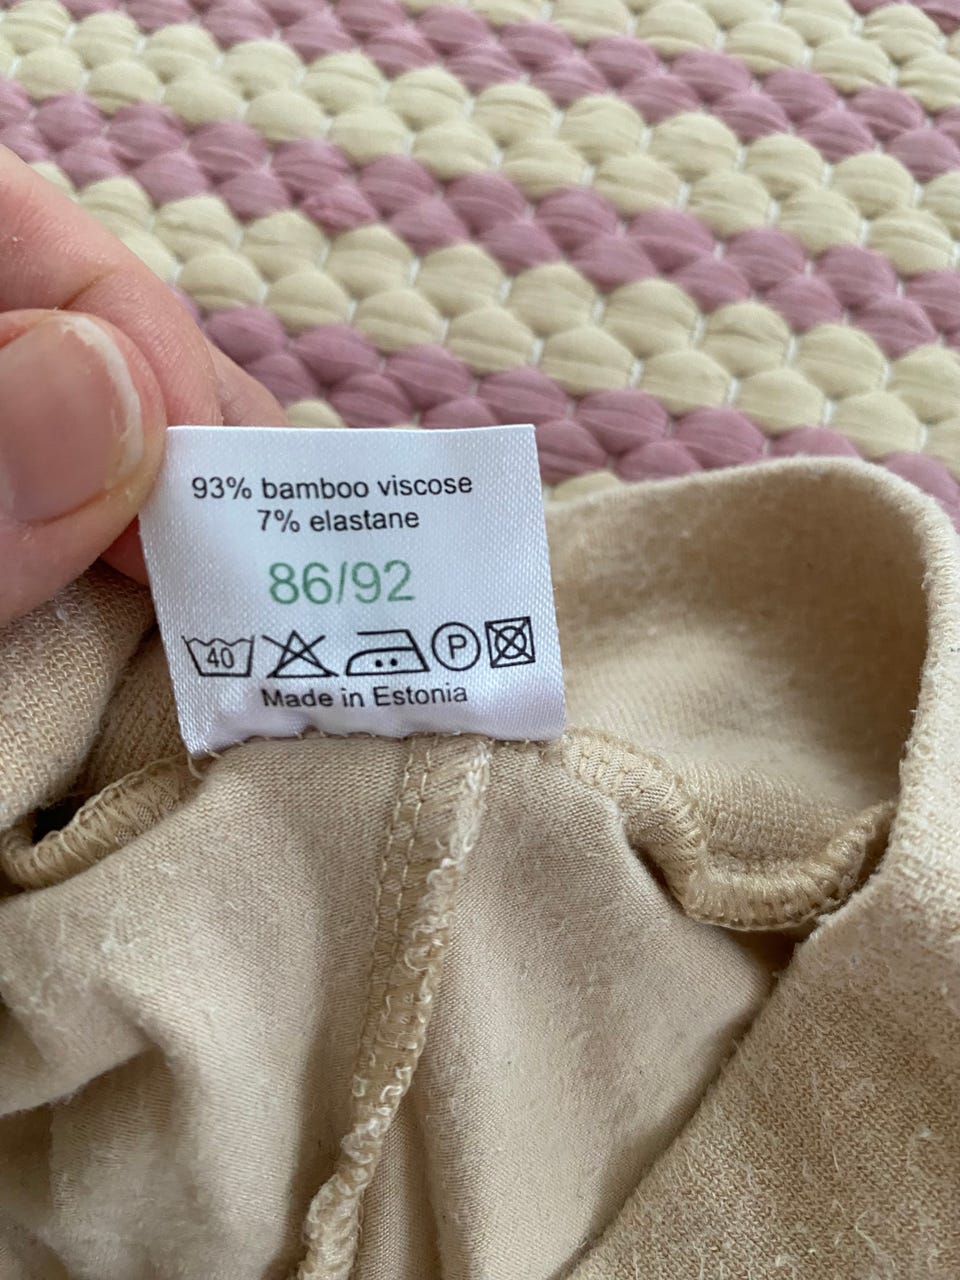 93% bamboo viscose
7% elastane
86/92
40 P
Made in Estonia